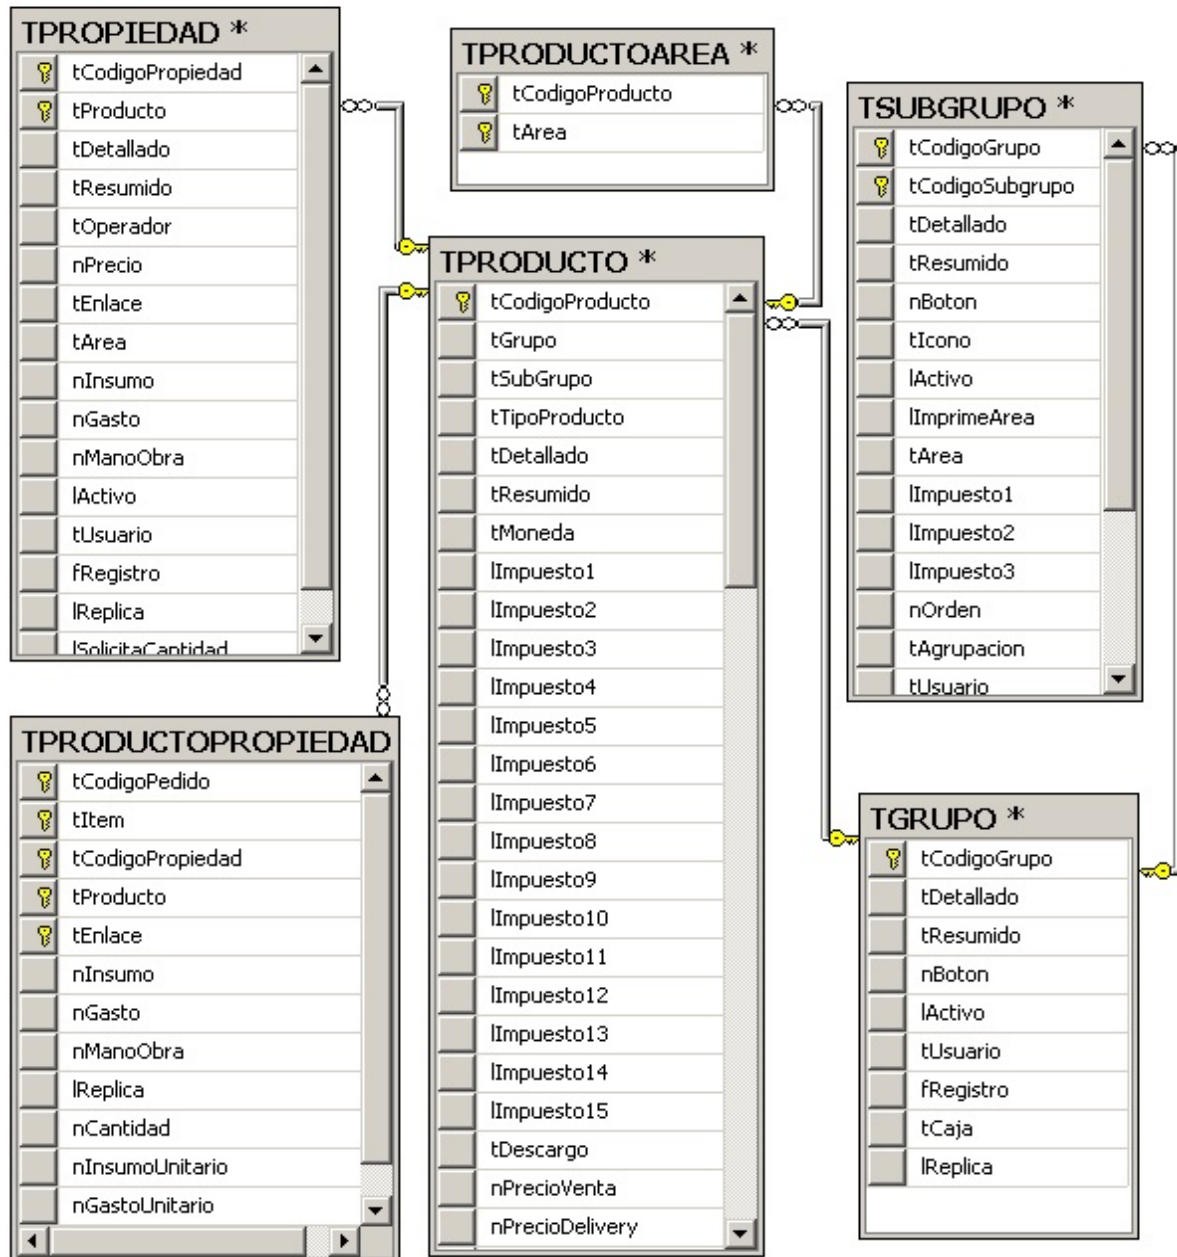 TPROPIEDAD *
tCodigoPropiedad
tProducto
tDetallado
tResumido
tOperador
nPrecio
tEnlace
tArea
nInsumo
nGasto
nManoObra
lActivo
tUsuario
fRegistro
lReplica
lSolicitaCantidad
TPRODUCTOAREA *
tCodigoProducto
tArea
TSUBGRUPO *
tCodigoGrupo
tCodigoSubgrupo
tDetallado
tResumido
nBoton
tIcono
lActivo
lImprimeArea
tArea
lImpuesto1
lImpuesto2
lImpuesto3
nOrden
tAgrupacion
tUsuario
TPRODUCTO *
tCodigoProducto
tGrupo
tSubGrupo
tTipoProducto
tDetallado
tResumido
tMoneda
lImpuesto1
lImpuesto2
lImpuesto3
lImpuesto4
lImpuesto5
lImpuesto6
lImpuesto7
lImpuesto8
lImpuesto9
lImpuesto10
lImpuesto11
lImpuesto12
lImpuesto13
lImpuesto14
lImpuesto15
tDescargo
nPrecioVenta
nPrecioDelivery
TPRODUCTOPROPIEDAD
tCodigoPedido
tItem
tCodigoPropiedad
tProducto
tEnlace
nInsumo
nGasto
nManoObra
lReplica
nCantidad
nInsumoUnitario
nGastoUnitario
TGRUPO *
tCodigoGrupo
tDetallado
tResumido
nBoton
lActivo
tUsuario
fRegistro
tCaja
lReplica